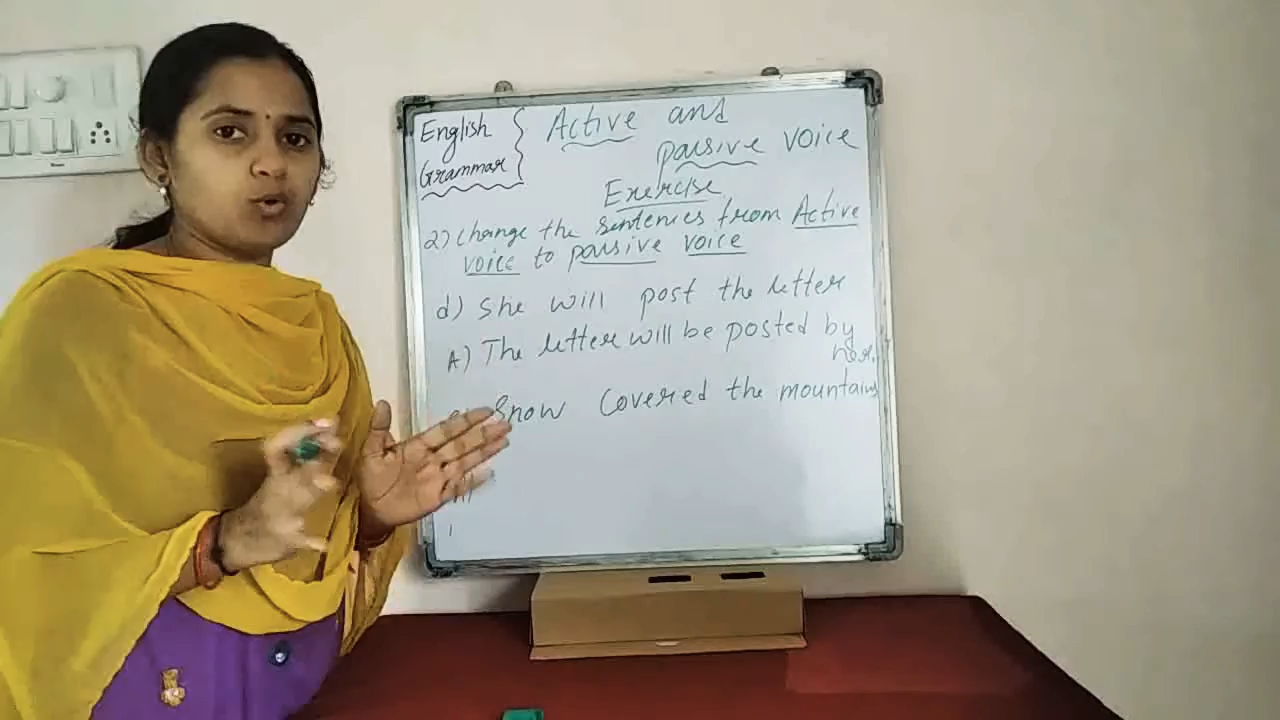 English
Grammar
Active and
passive voice
Exercise
2) change the sentences from Active
voice to passive voice
d) She will post the letter
A) The letter will be posted by
her.
Snow Covered the mountains